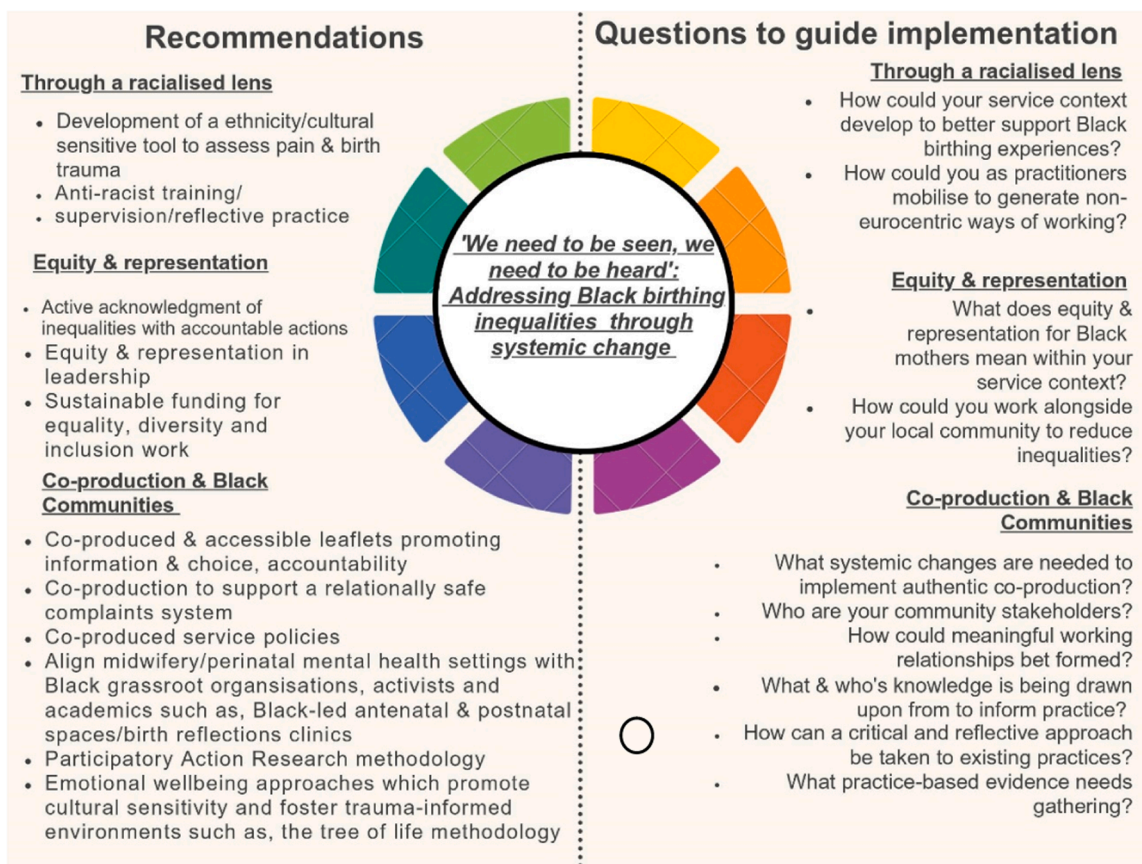 Recommendations
Through a racialised lens
• Development of a ethnicity/cultural
sensitive tool to assess pain & birth
trauma
• Anti-racist training/
• supervision/reflective practice
Equity & representation
• Active acknowledgment of
inequalities with accountable actions
• Equity & representation in
leadership
• Sustainable funding for
equality, diversity and
inclusion work
Co-production & Black
Communities
• Co-produced & accessible leaflets promoting
information & choice, accountability
• Co-production to support a relationally safe
complaints system
• Co-produced service policies
• Align midwifery/perinatal mental health settings with
Black grassroot organsisations, activists and
academics such as, Black-led antenatal & postnatal
spaces/birth reflections clinics
• Participatory Action Research methodology
• Emotional wellbeing approaches which promote
cultural sensitivity and foster trauma-informed
environments such as, the tree of life methodology
'We need to be seen, we
need to be heard':
Addressing Black birthing
inequalities through
systemic change
Questions to guide implementation
Through a racialised lens
• How could your service context
develop to better support Black
birthing experiences?
• How could you as practitioners
mobilise to generate non-
eurocentric ways of working?
Equity & representation
• What does equity &
representation for Black
mothers mean within your
service context?
• How could you work alongside
your local community to reduce
inequalities?
Co-production & Black
Communities
• What systemic changes are needed to
implement authentic co-production?
• Who are your community stakeholders?
• How could meaningful working
relationships bet formed?
• What & who's knowledge is being drawn
upon from to inform practice?
• How can a critical and reflective approach
be taken to existing practices?
• What practice-based evidence needs
gathering?